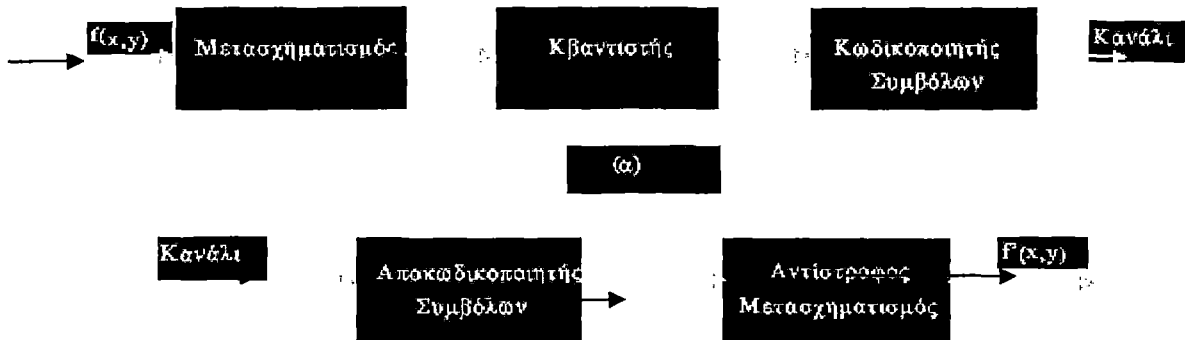 f(x,y)
Μετασχηματισμός
Κβαντιστής
Κωδικοποιητής
Συμβόλων
Κανάλι
(α)
Κανάλι
Αποκωδικοποιητής
Συμβόλων
Αντίστροφος
Μετασχηματισμός
f'(x,y)